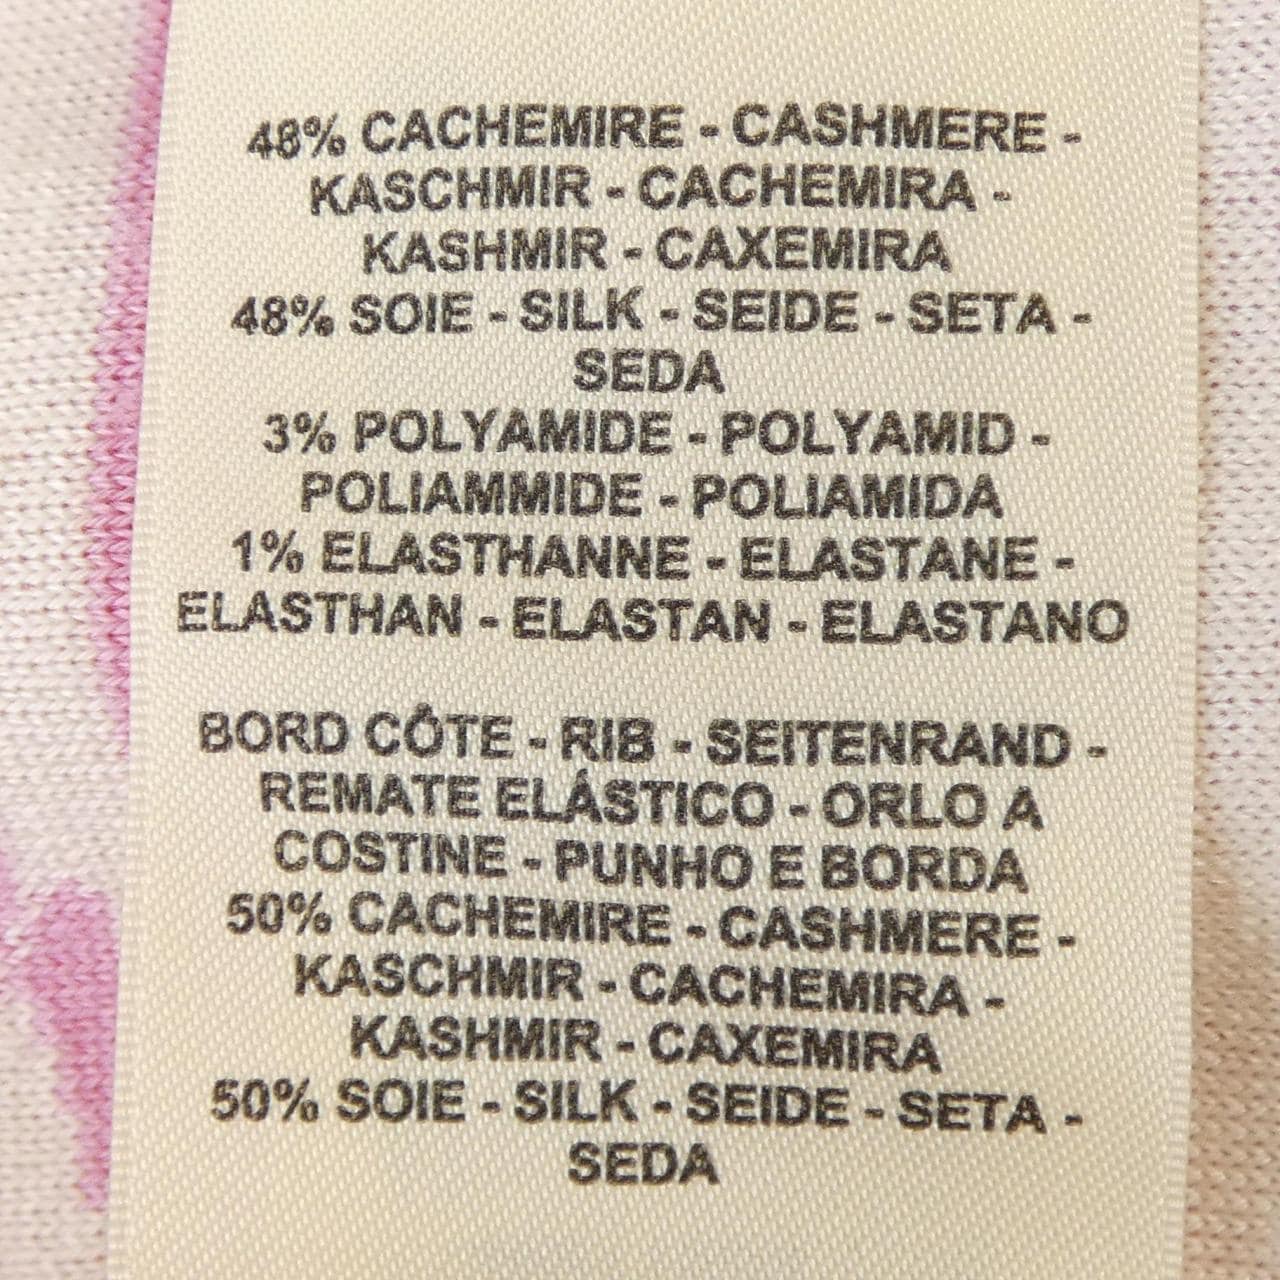 48% CACHEMIRE - CASHMERE -
KASCHMIR - CACHEMIRA -
KASHMIR - CAXEMIRA
48% SOIE - SILK - SEIDE - SETA -
SEDA
3% POLYAMIDE - POLYAMID -
POLIAMMIDE - POLIAMIDA
1% ELASTHANNE - ELASTANE -
ELASTHAN - ELASTAN - ELASTANO
BORD CÔTE - RIB - SEITENRAND -
REMATE ELÁSTICO - ORLO A
COSTINE - PUNHO E BORDA
50% CACHEMIRE - CASHMERE -
KASCHMIR - CACHEMIRA -
KASHMIR - CAXEMIRA
50% SOIE - SILK - SEIDE - SETA -
SEDA